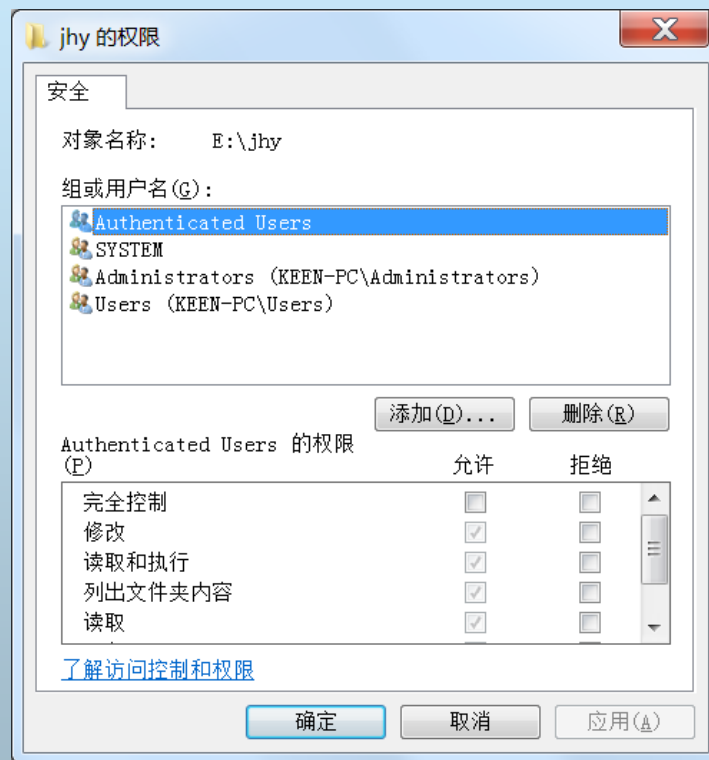 jhy 的权限
安全
对象名称: E:\jhy
组或用户名(G):
Authenticated Users
SYSTEM
Administrators (KEEN-PC\Administrators)
Users (KEEN-PC\Users)
添加(D)... 删除(R)
Authenticated Users 的权限
(P) 允许 拒绝
完全控制
修改
读取和执行
列出文件夹内容
读取
了解访问控制和权限
确定 取消 应用(A)